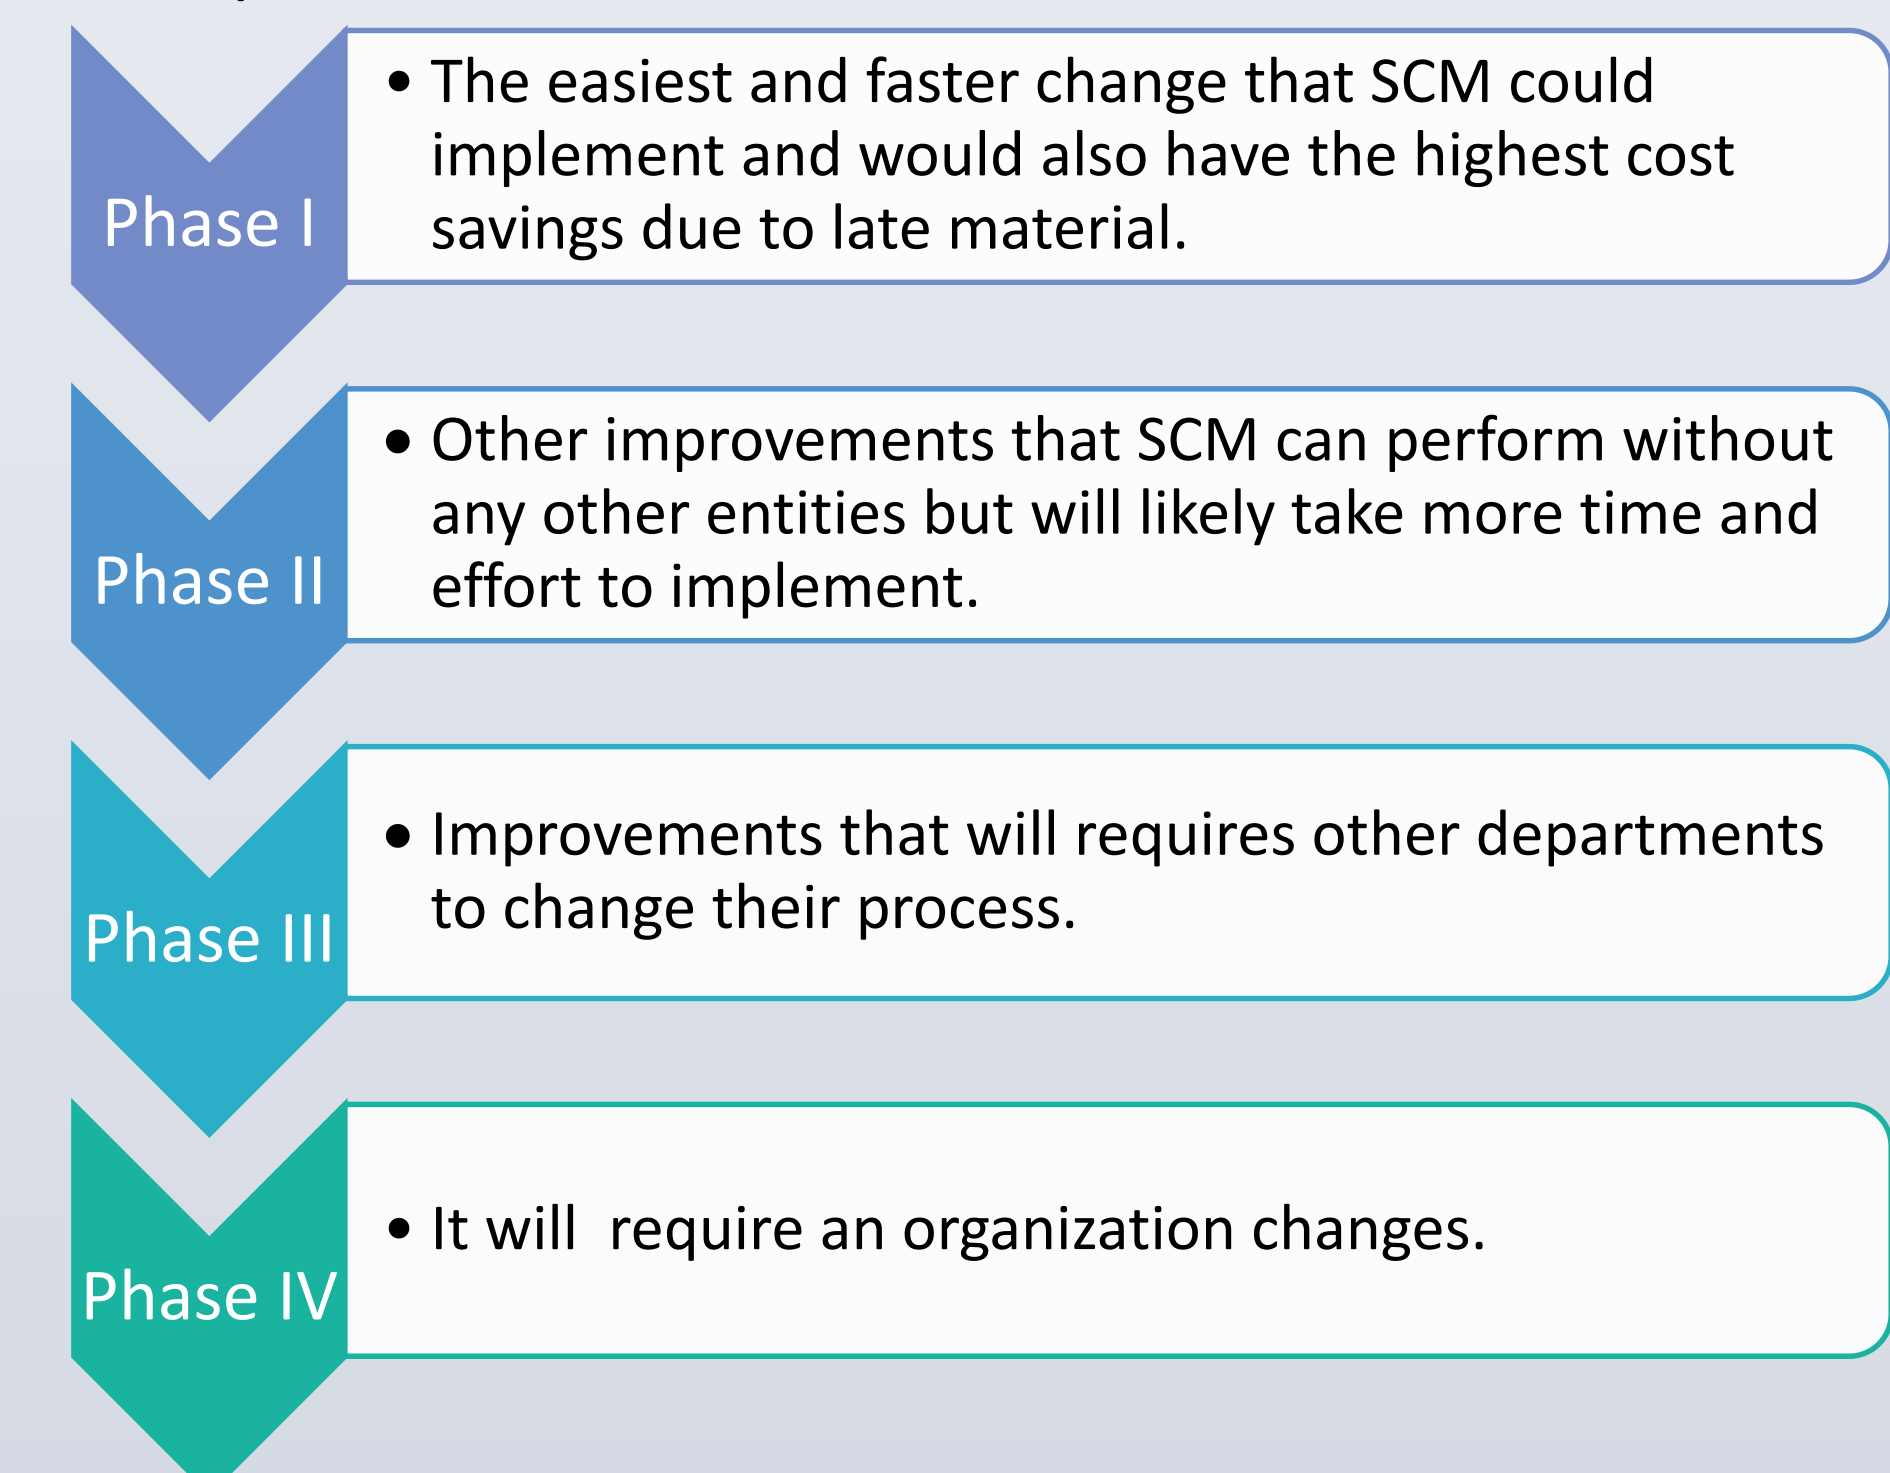 Phase I
• The easiest and faster change that SCM could
implement and would also have the highest cost
savings due to late material.
Phase II
• Other improvements that SCM can perform without
any other entities but will likely take more time and
effort to implement.
Phase III
• Improvements that will requires other departments
to change their process.
Phase IV
• It will  require an organization changes.